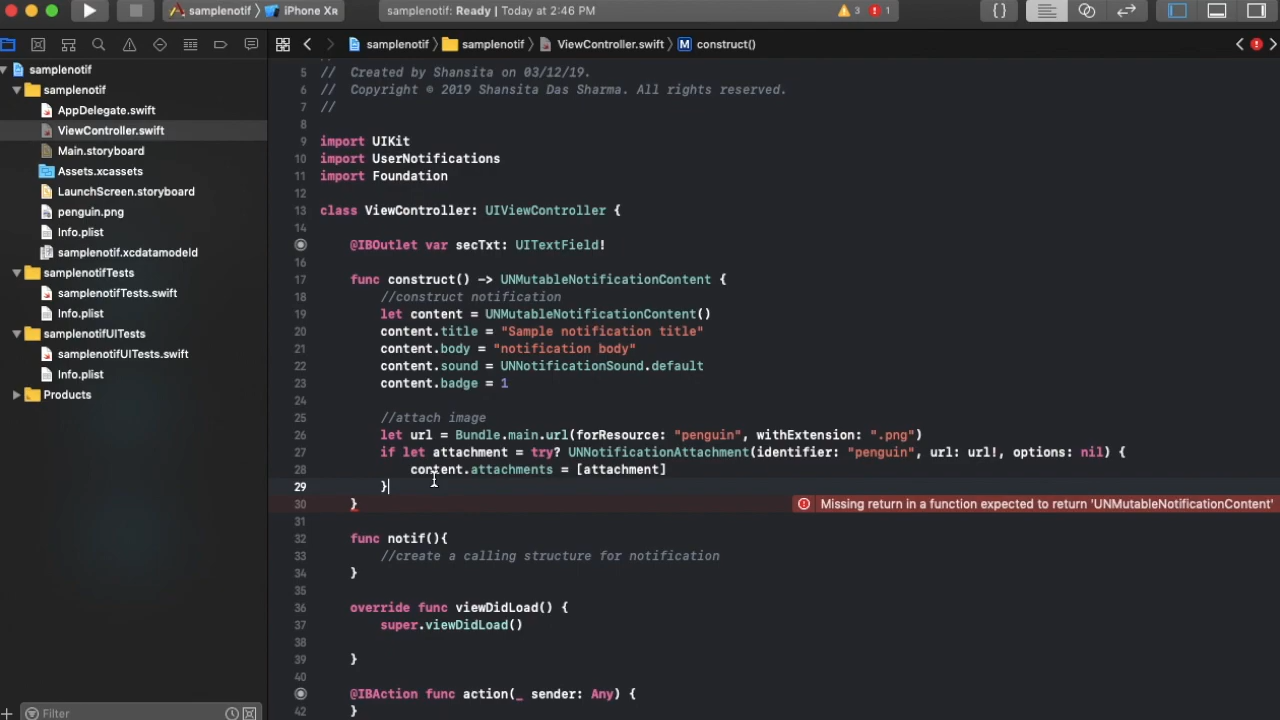 samplenotif 〉 iPhone Xʀ
samplenotif: Ready | Today at 2:46 PM
3 1
{ }
samplenotif 〉 samplenotif 〉 ViewController.swift 〉 M construct()
samplenotif
samplenotif
AppDelegate.swift
ViewController.swift
Main.storyboard
Assets.xcassets
LaunchScreen.storyboard
penguin.png
Info.plist
samplenotif.xcdatamodeld
samplenotifTests
samplenotifTests.swift
Info.plist
samplenotifUITests
samplenotifUITests.swift
Info.plist
Products
Filter
5 // Created by Shansita on 03/12/19.
6 // Copyright © 2019 Shansita Das Sharma. All rights reserved.
7 //
8
9 import UIKit
10 import UserNotifications
11 import Foundation
12
13 class ViewController: UIViewController {
14
@IBOutlet var secTxt: UITextField!
16
17 func construct() -> UNMutableNotificationContent {
18 //construct notification
19 let content = UNMutableNotificationContent()
20 content.title = "Sample notification title"
21 content.body = "notification body"
22 content.sound = UNNotificationSound.default
23 content.badge = 1
24
25 //attach image
26 let url = Bundle.main.url(forResource: "penguin", withExtension: ".png")
27 if let attachment = try? UNNotificationAttachment(identifier: "penguin", url: url!, options: nil) {
28 content.attachments = [attachment]
29 }
30 } Missing return in a function expected to return 'UNMutableNotificationContent'
31
32 func notif(){
33 //create a calling structure for notification
34 }
35
36 override func viewDidLoad() {
37 super.viewDidLoad()
38
39 }
40
@IBAction func action(_ sender: Any) {
42 }